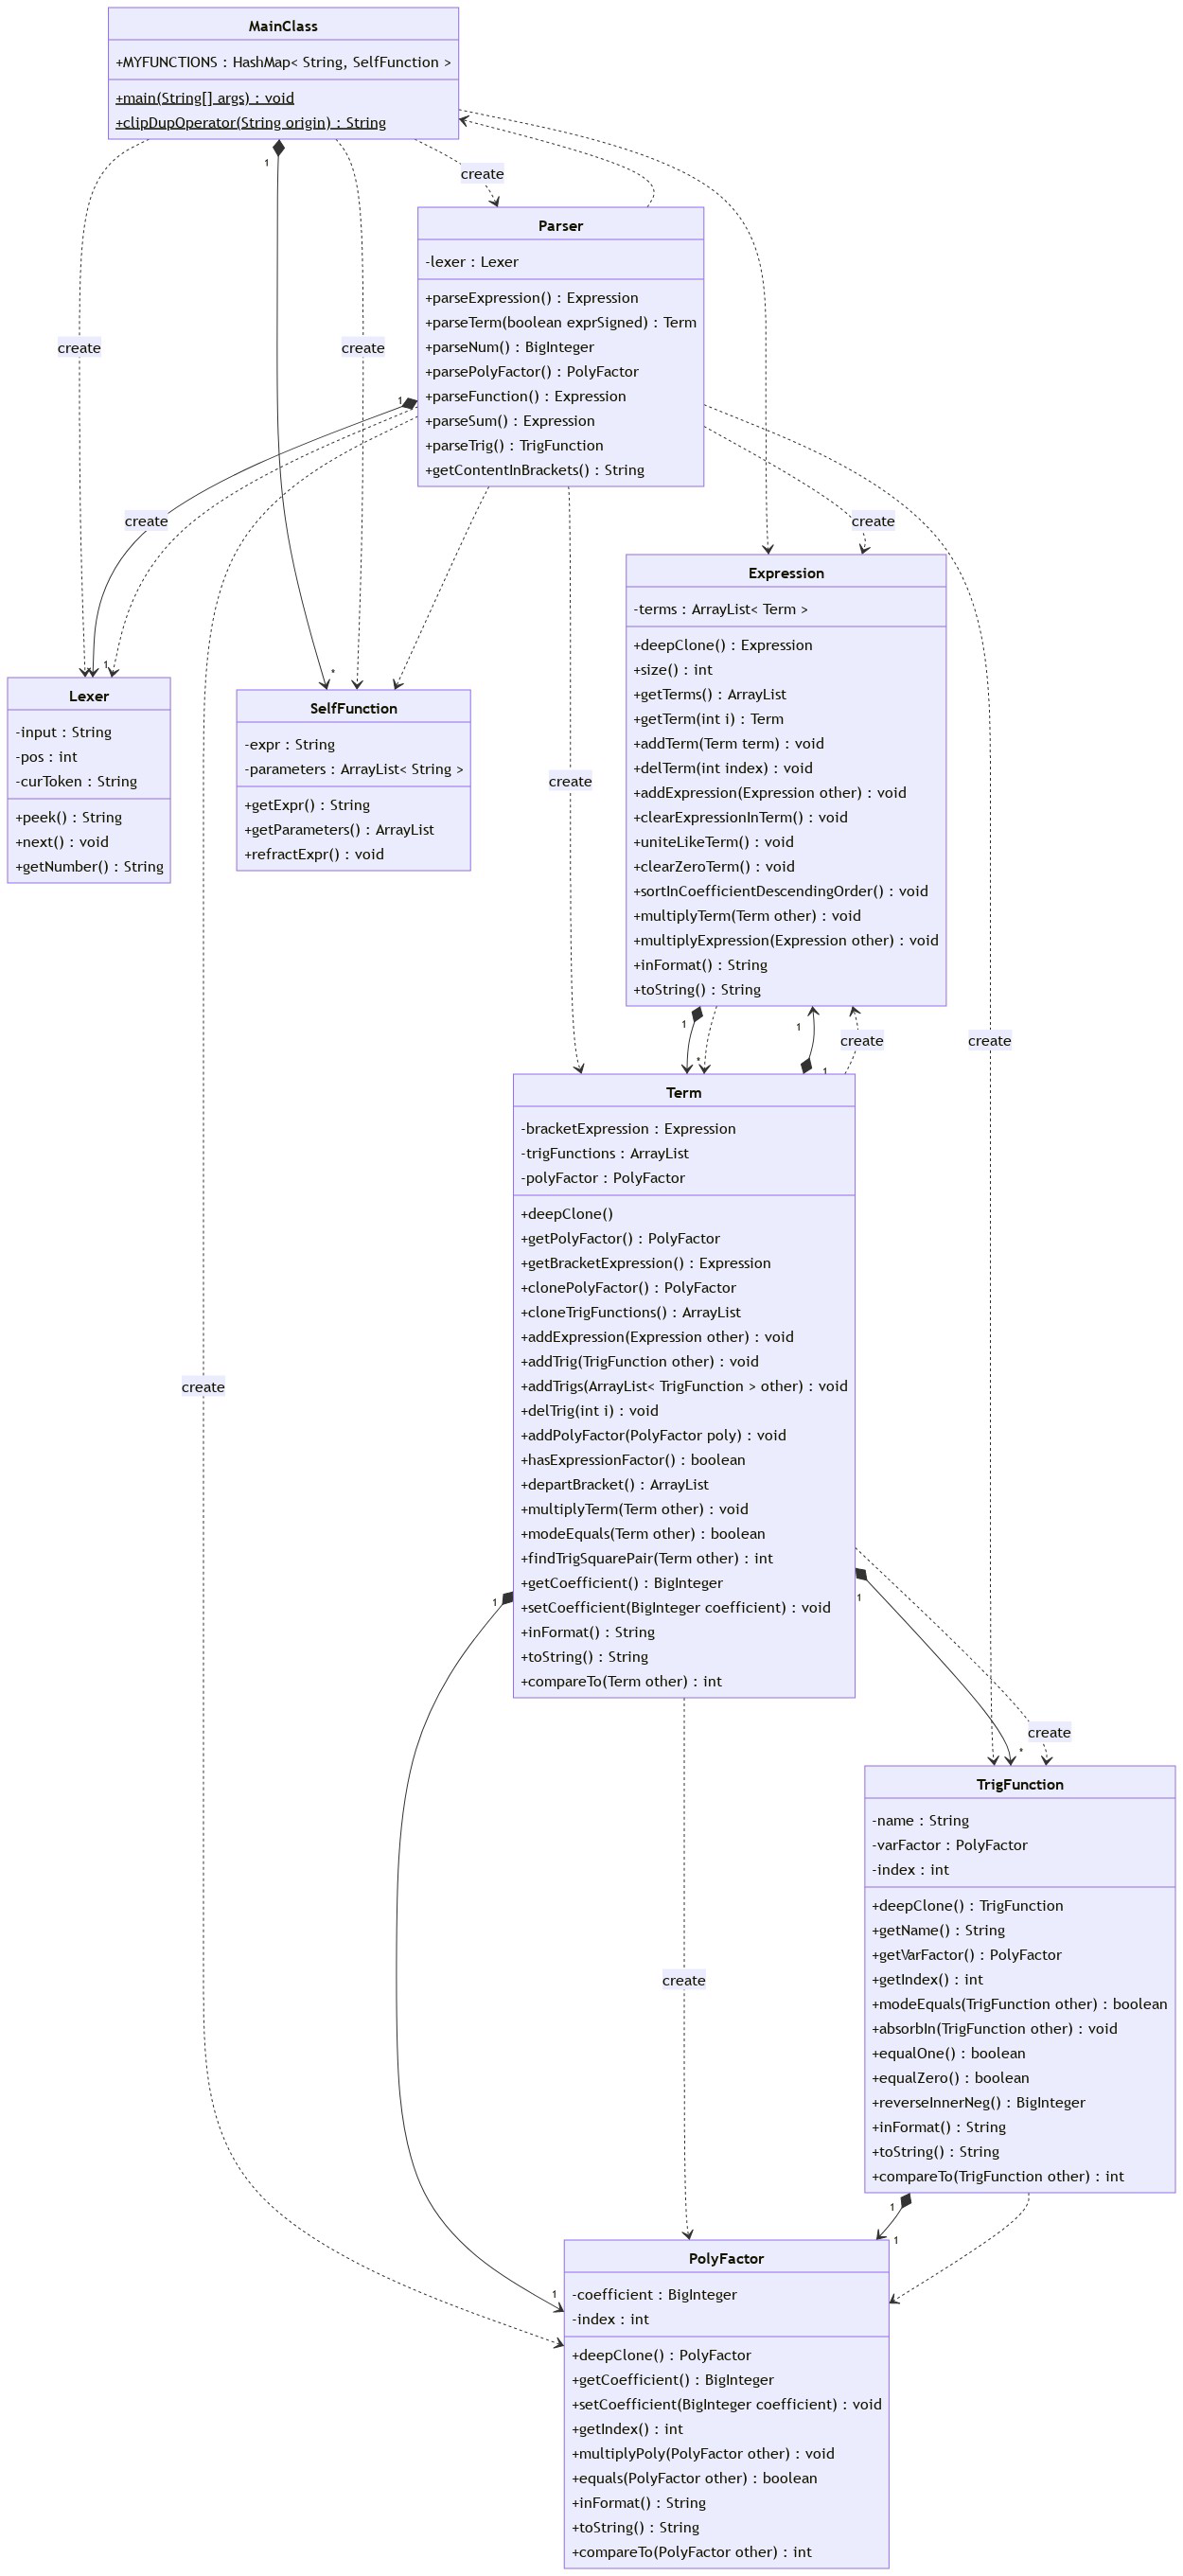 MainClass
+MYFUNCTIONS : HashMap< String, SelfFunction >
+main(String[] args) : void
+clipDupOperator(String origin) : String
1
create
Parser
-lexer : Lexer
+parseExpression() : Expression
+parseTerm(boolean exprSigned) : Term
+parseNum() : BigInteger
+parsePolyFactor() : PolyFactor
+parseFunction() : Expression
+parseSum() : Expression
+parseTrig() : TrigFunction
+getContentInBrackets() : String
create
create
1
create
create
Expression
-terms : ArrayList< Term >
+deepClone() : Expression
+size() : int
+getTerms() : ArrayList
+getTerm(int i) : Term
+addTerm(Term term) : void
+delTerm(int index) : void
+addExpression(Expression other) : void
+clearExpressionInTerm() : void
+uniteLikeTerm() : void
+clearZeroTerm() : void
+sortInCoefficientDescendingOrder() : void
+multiplyTerm(Term other) : void
+multiplyExpression(Expression other) : void
+inFormat() : String
+toString() : String
1
*
Lexer
-input : String
-pos : int
-curToken : String
+peek() : String
+next() : void
+getNumber() : String
SelfFunction
-expr : String
-parameters : ArrayList< String >
+getExpr() : String
+getParameters() : ArrayList
+refractExpr() : void
create
1
1
create
create
*
1
Term
-bracketExpression : Expression
-trigFunctions : ArrayList
-polyFactor : PolyFactor
+deepClone()
+getPolyFactor() : PolyFactor
+getBracketExpression() : Expression
+clonePolyFactor() : PolyFactor
+cloneTrigFunctions() : ArrayList
+addExpression(Expression other) : void
+addTrig(TrigFunction other) : void
+addTrigs(ArrayList< TrigFunction > other) : void
+delTrig(int i) : void
+addPolyFactor(PolyFactor poly) : void
+hasExpressionFactor() : boolean
+departBracket() : ArrayList
+multiplyTerm(Term other) : void
+modeEquals(Term other) : boolean
+findTrigSquarePair(Term other) : int
+getCoefficient() : BigInteger
+setCoefficient(BigInteger coefficient) : void
+inFormat() : String
+toString() : String
+compareTo(Term other) : int
create
1
1
create
*
TrigFunction
-name : String
-varFactor : PolyFactor
-index : int
+deepClone() : TrigFunction
+getName() : String
+getVarFactor() : PolyFactor
+getIndex() : int
+modeEquals(TrigFunction other) : boolean
+absorbIn(TrigFunction other) : void
+equalOne() : boolean
+equalZero() : boolean
+reverseInnerNeg() : BigInteger
+inFormat() : String
+toString() : String
+compareTo(TrigFunction other) : int
create
1
1
1
PolyFactor
-coefficient : BigInteger
-index : int
+deepClone() : PolyFactor
+getCoefficient() : BigInteger
+setCoefficient(BigInteger coefficient) : void
+getIndex() : int
+multiplyPoly(PolyFactor other) : void
+equals(PolyFactor other) : boolean
+inFormat() : String
+toString() : String
+compareTo(PolyFactor other) : int